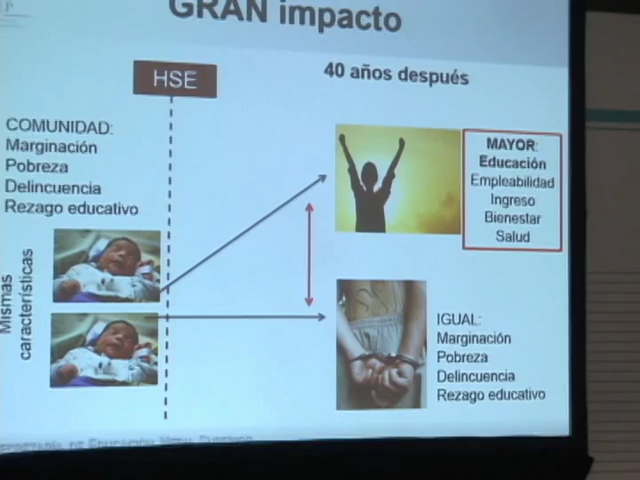 GRAN impacto
HSE
40 años después
COMUNIDAD:
Marginación
Pobreza
Delincuencia
Rezago educativo
Mismas
características
MAYOR:
Educación
Empleabilidad
Ingreso
Bienestar
Salud
IGUAL:
Marginación
Pobreza
Delincuencia
Rezago educativo